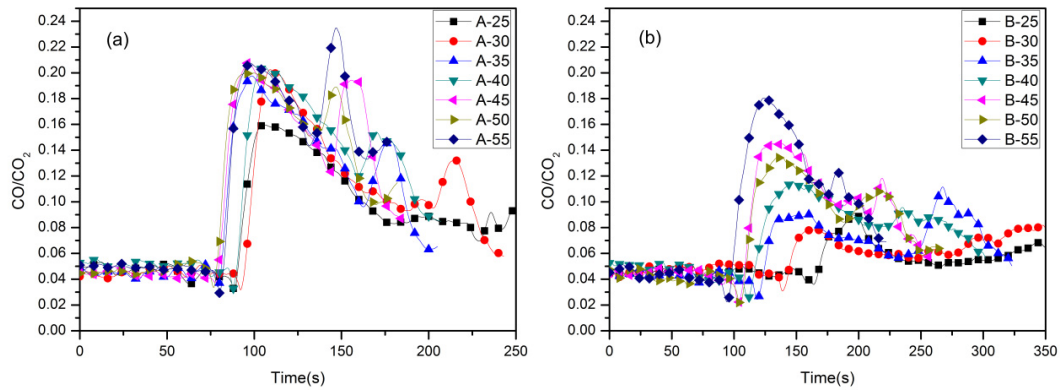 (a)
A-25
A-30
A-35
A-40
A-45
A-50
A-55
0.24
0.22
0.20
0.18
0.16
0.14
0.12
0.10
0.08
0.06
0.04
0.02
0.00
CO/CO₂
0 50 100 150 200 250
Time(s)
(b)
B-25
B-30
B-35
B-40
B-45
B-50
B-55
0.24
0.22
0.20
0.18
0.16
0.14
0.12
0.10
0.08
0.06
0.04
0.02
0.00
CO/CO₂
0 50 100 150 200 250 300 350
Time(s)